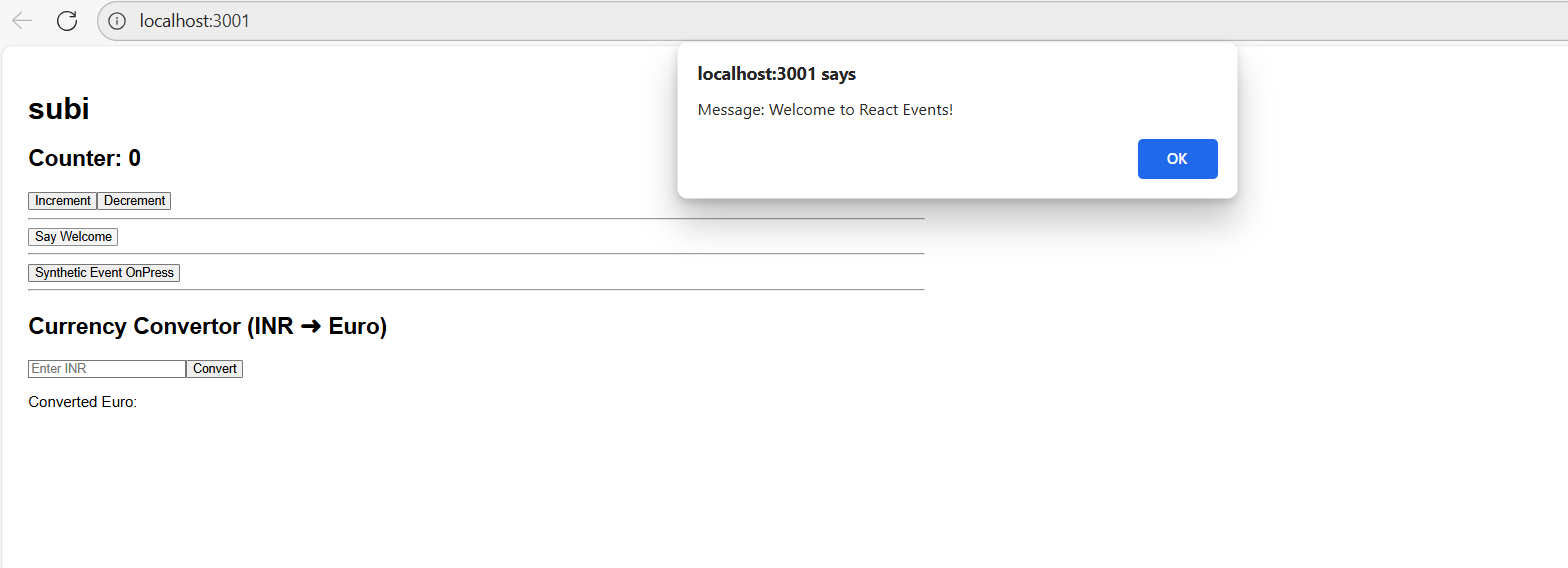 localhost:3001
localhost:3001 says
Message: Welcome to React Events!
OK
subi
Counter: 0
Increment Decrement
Say Welcome
Synthetic Event OnPress
Currency Convertor (INR ➜ Euro)
Enter INR Convert
Converted Euro: